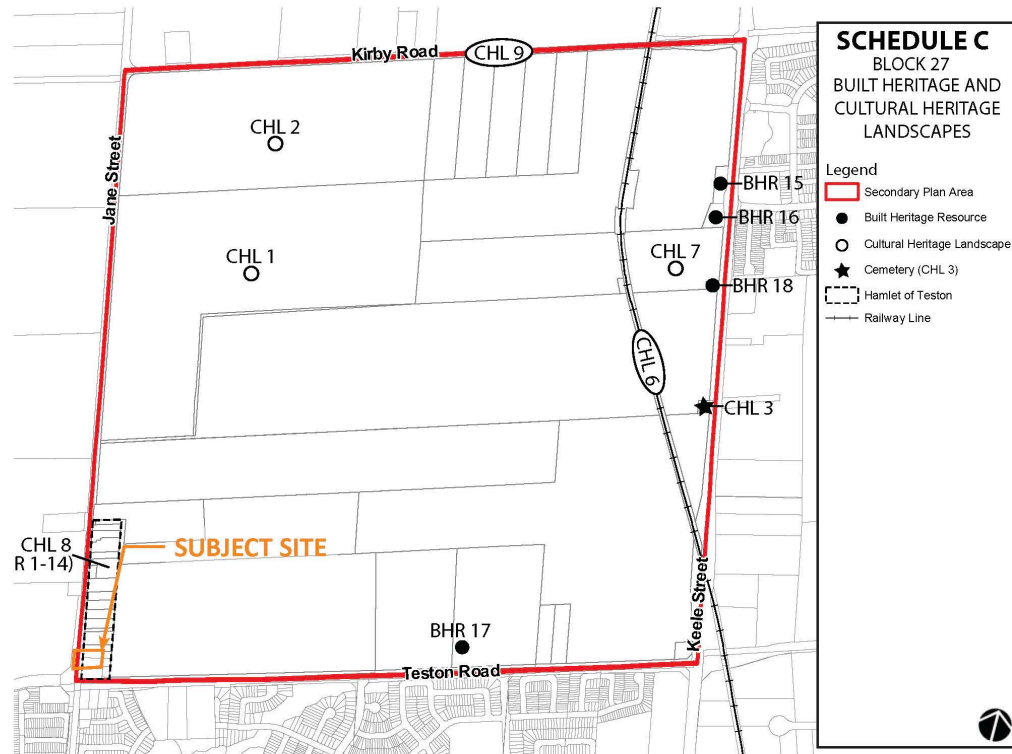 Kirby Road
CHL 9
CHL 2
Jane Street
BHR 15
BHR 16
CHL 1
CHL 7
BHR 18
CHL 6
CHL 3
CHL 8
R 1-14)
SUBJECT SITE
BHR 17
Keele Street
Teston Road
SCHEDULE C
BLOCK 27
BUILT HERITAGE AND
CULTURAL HERITAGE
LANDSCAPES
Legend
Secondary Plan Area
Built Heritage Resource
Cultural Heritage Landscape
Cemetery (CHL 3)
Hamlet of Teston
Railway Line